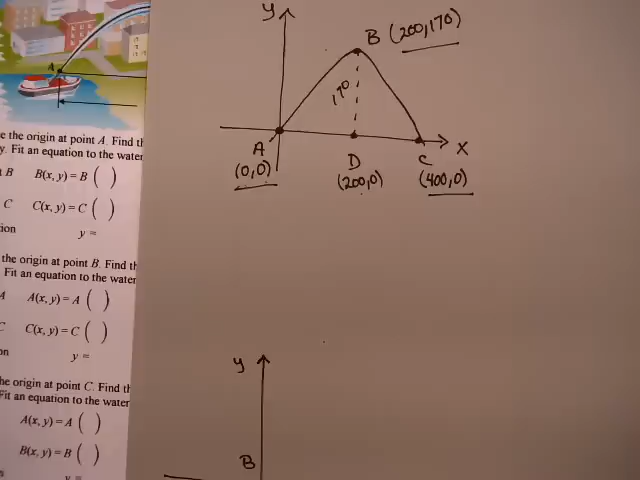 A
e the origin at point A. Find th
y. Fit an equation to the water
B B(x, y) = B ( )
C C(x, y) = C ( )
ion y =
the origin at point B. Find th
Fit an equation to the water
A A(x, y) = A ( )
C C(x, y) = C ( )
on y =
he origin at point C. Find th
Fit an equation to the water
A(x, y) = A ( )
B(x, y) = B ( )
y =
y
B (200,170)
170
A D C x
(0,0) (200,0) (400,0)
y
B